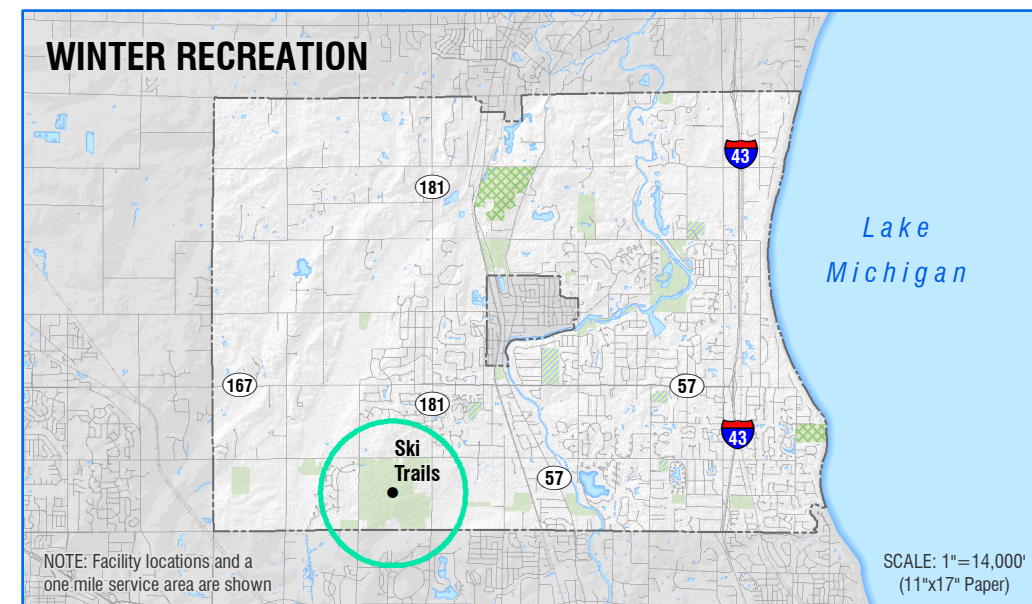 WINTER RECREATION
43
181
Lake
Michigan
167
57
181
43
Ski
Trails
57
NOTE: Facility locations and a
one mile service area are shown
SCALE: 1"=14,000'
(11"x17" Paper)